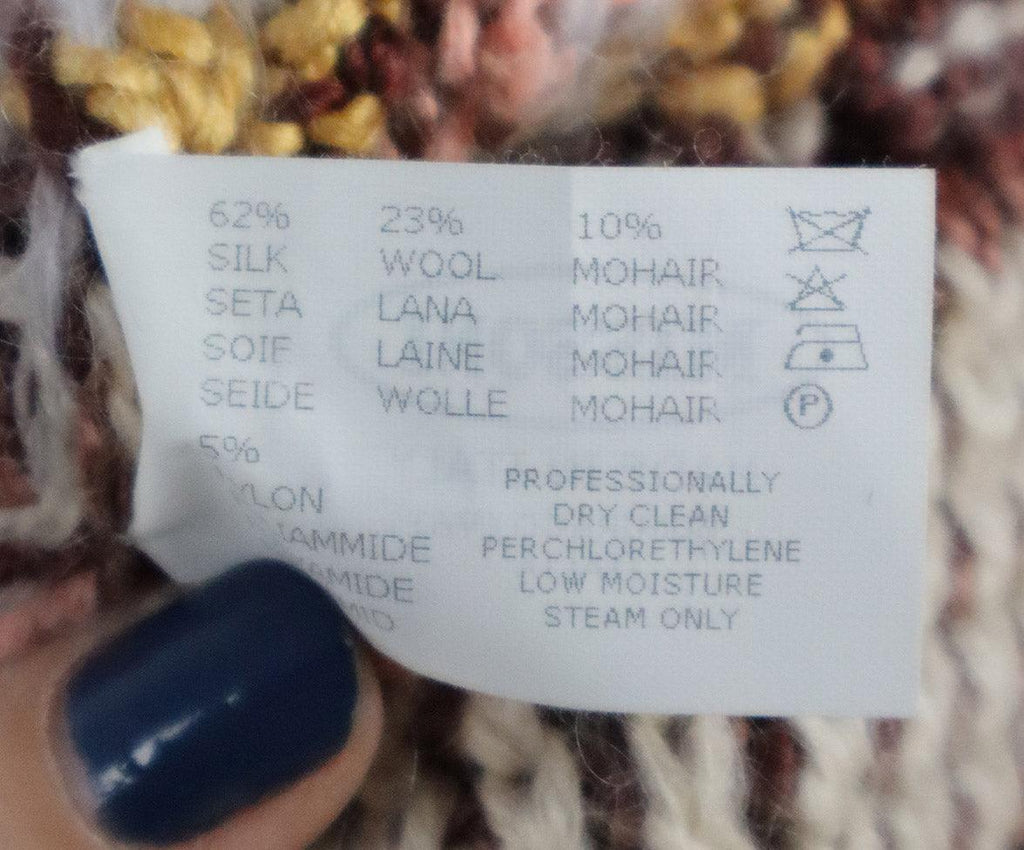 62%
SILK
SETA
SOIE
SEIDE
23%
WOOL
LANA
LAINE
WOLLE
10%
MOHAIR
MOHAIR
MOHAIR
MOHAIR
5%
P
PROFESSIONALLY
DRY CLEAN
PERCHLORETHYLENE
LOW MOISTURE
STEAM ONLY